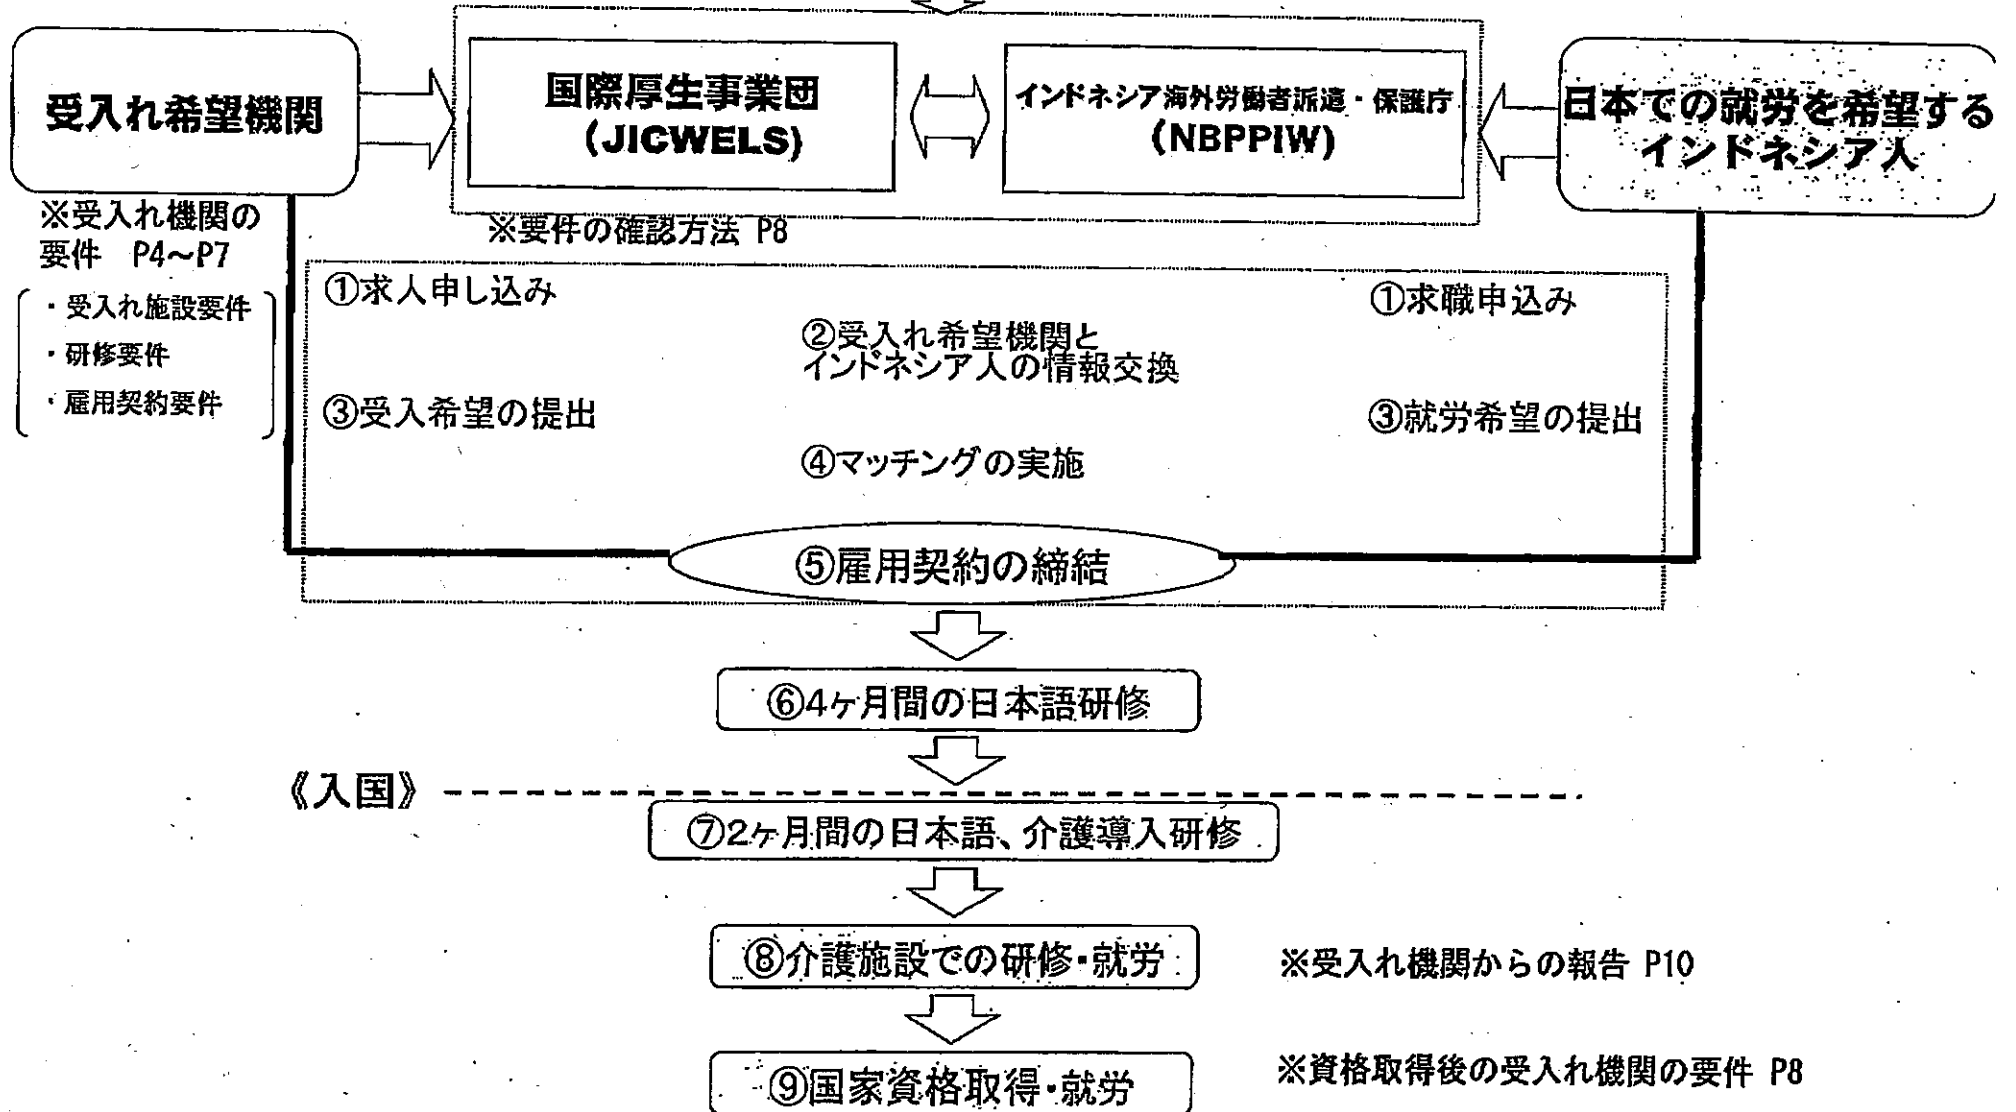 受入れ希望機関
国際厚生事業団
(JICWELS)
インドネシア海外労働者派遣・保護庁
(NBPPIW)
日本での就労を希望する
インドネシア人
※受入れ機関の
要件 P4～P7
・受入れ施設要件
・研修要件
・雇用契約要件
※要件の確認方法 P8
①求人申し込み
①求職申込み
②受入れ希望機関と
インドネシア人の情報交換
③受入希望の提出
③就労希望の提出
④マッチングの実施
⑤雇用契約の締結
⑥4ヶ月間の日本語研修
《入国》
⑦2ヶ月間の日本語、介護導入研修
⑧介護施設での研修・就労
※受入れ機関からの報告 P10
⑨国家資格取得・就労
※資格取得後の受入れ機関の要件 P8